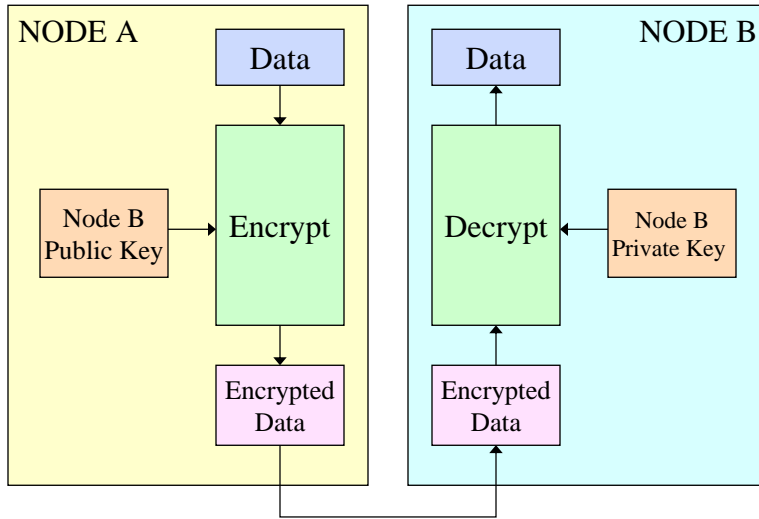 NODE A
Data
Node B
Public Key
Encrypt
Encrypted
Data
NODE B
Data
Decrypt
Node B
Private Key
Encrypted
Data